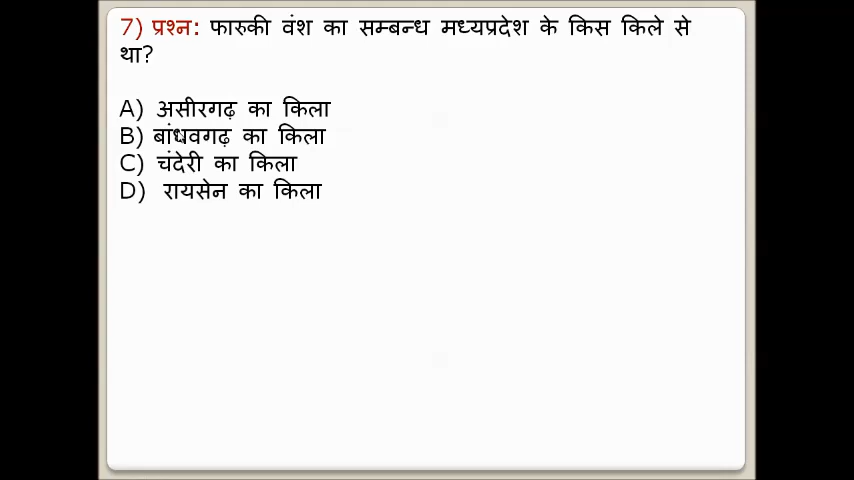 7) प्रश्न: फारुकी वंश का सम्बन्ध मध्यप्रदेश के किस किले से
था?
A) असीरगढ़ का किला
B) बांधवगढ़ का किला
C) चंदेरी का किला
D) रायसेन का किला